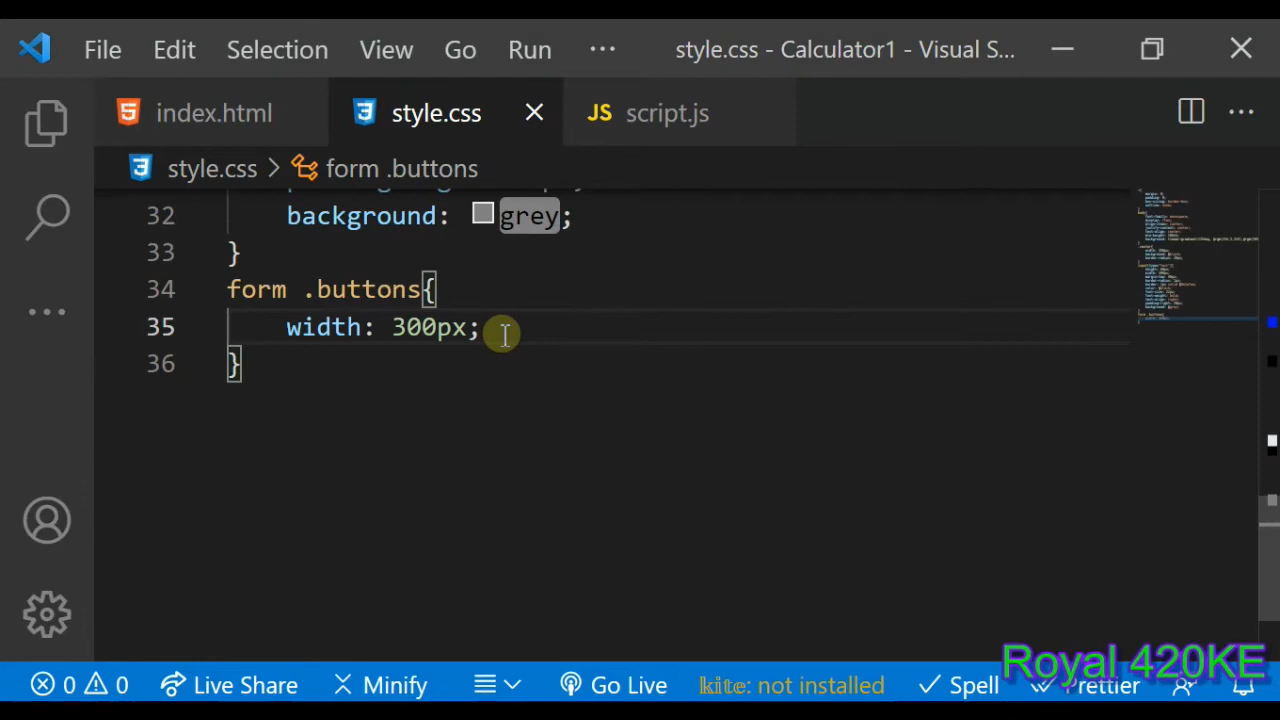 File Edit Selection View Go Run ··· style.css - Calculator1 - Visual S...
index.html style.css JS script.js
style.css > form .buttons
32 background: grey;
33 }
34 form .buttons{
35 width: 300px;
36 }
Royal 420KE
0 0 Live Share Minify Go Live kite: not installed Spell Prettier